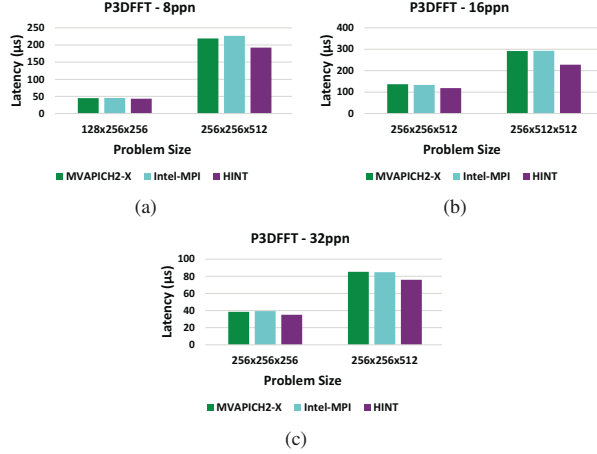 P3DFFT - 8ppn
Latency (µs)
250
200
150
100
50
0
128x256x256 256x256x512
Problem Size
MVAPICH2-X Intel-MPI HINT
(a)
P3DFFT - 16ppn
Latency (µs)
400
300
200
100
0
256x256x512 256x512x512
Problem Size
MVAPICH2-X Intel-MPI HINT
(b)
P3DFFT - 32ppn
Latency (µs)
100
80
60
40
20
0
256x256x256 256x256x512
Problem Size
MVAPICH2-X Intel-MPI HINT
(c)